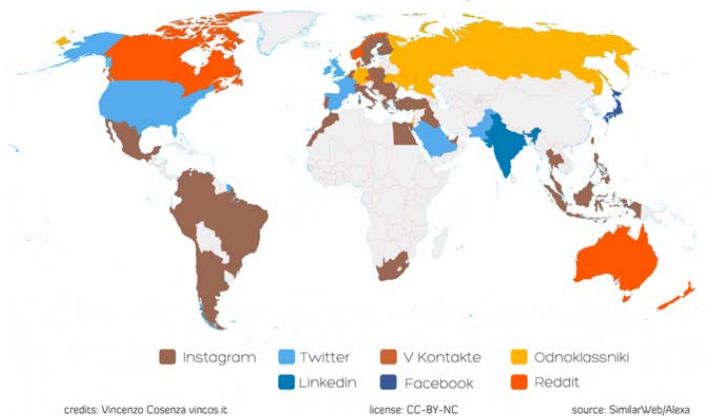 Instagram Twitter V Kontakte Odnoklassniki
Linkedin Facebook Reddit
credits: Vincenzo Cosenza vincos.it license: CC-BY-NC source: SimilarWeb/Alexa